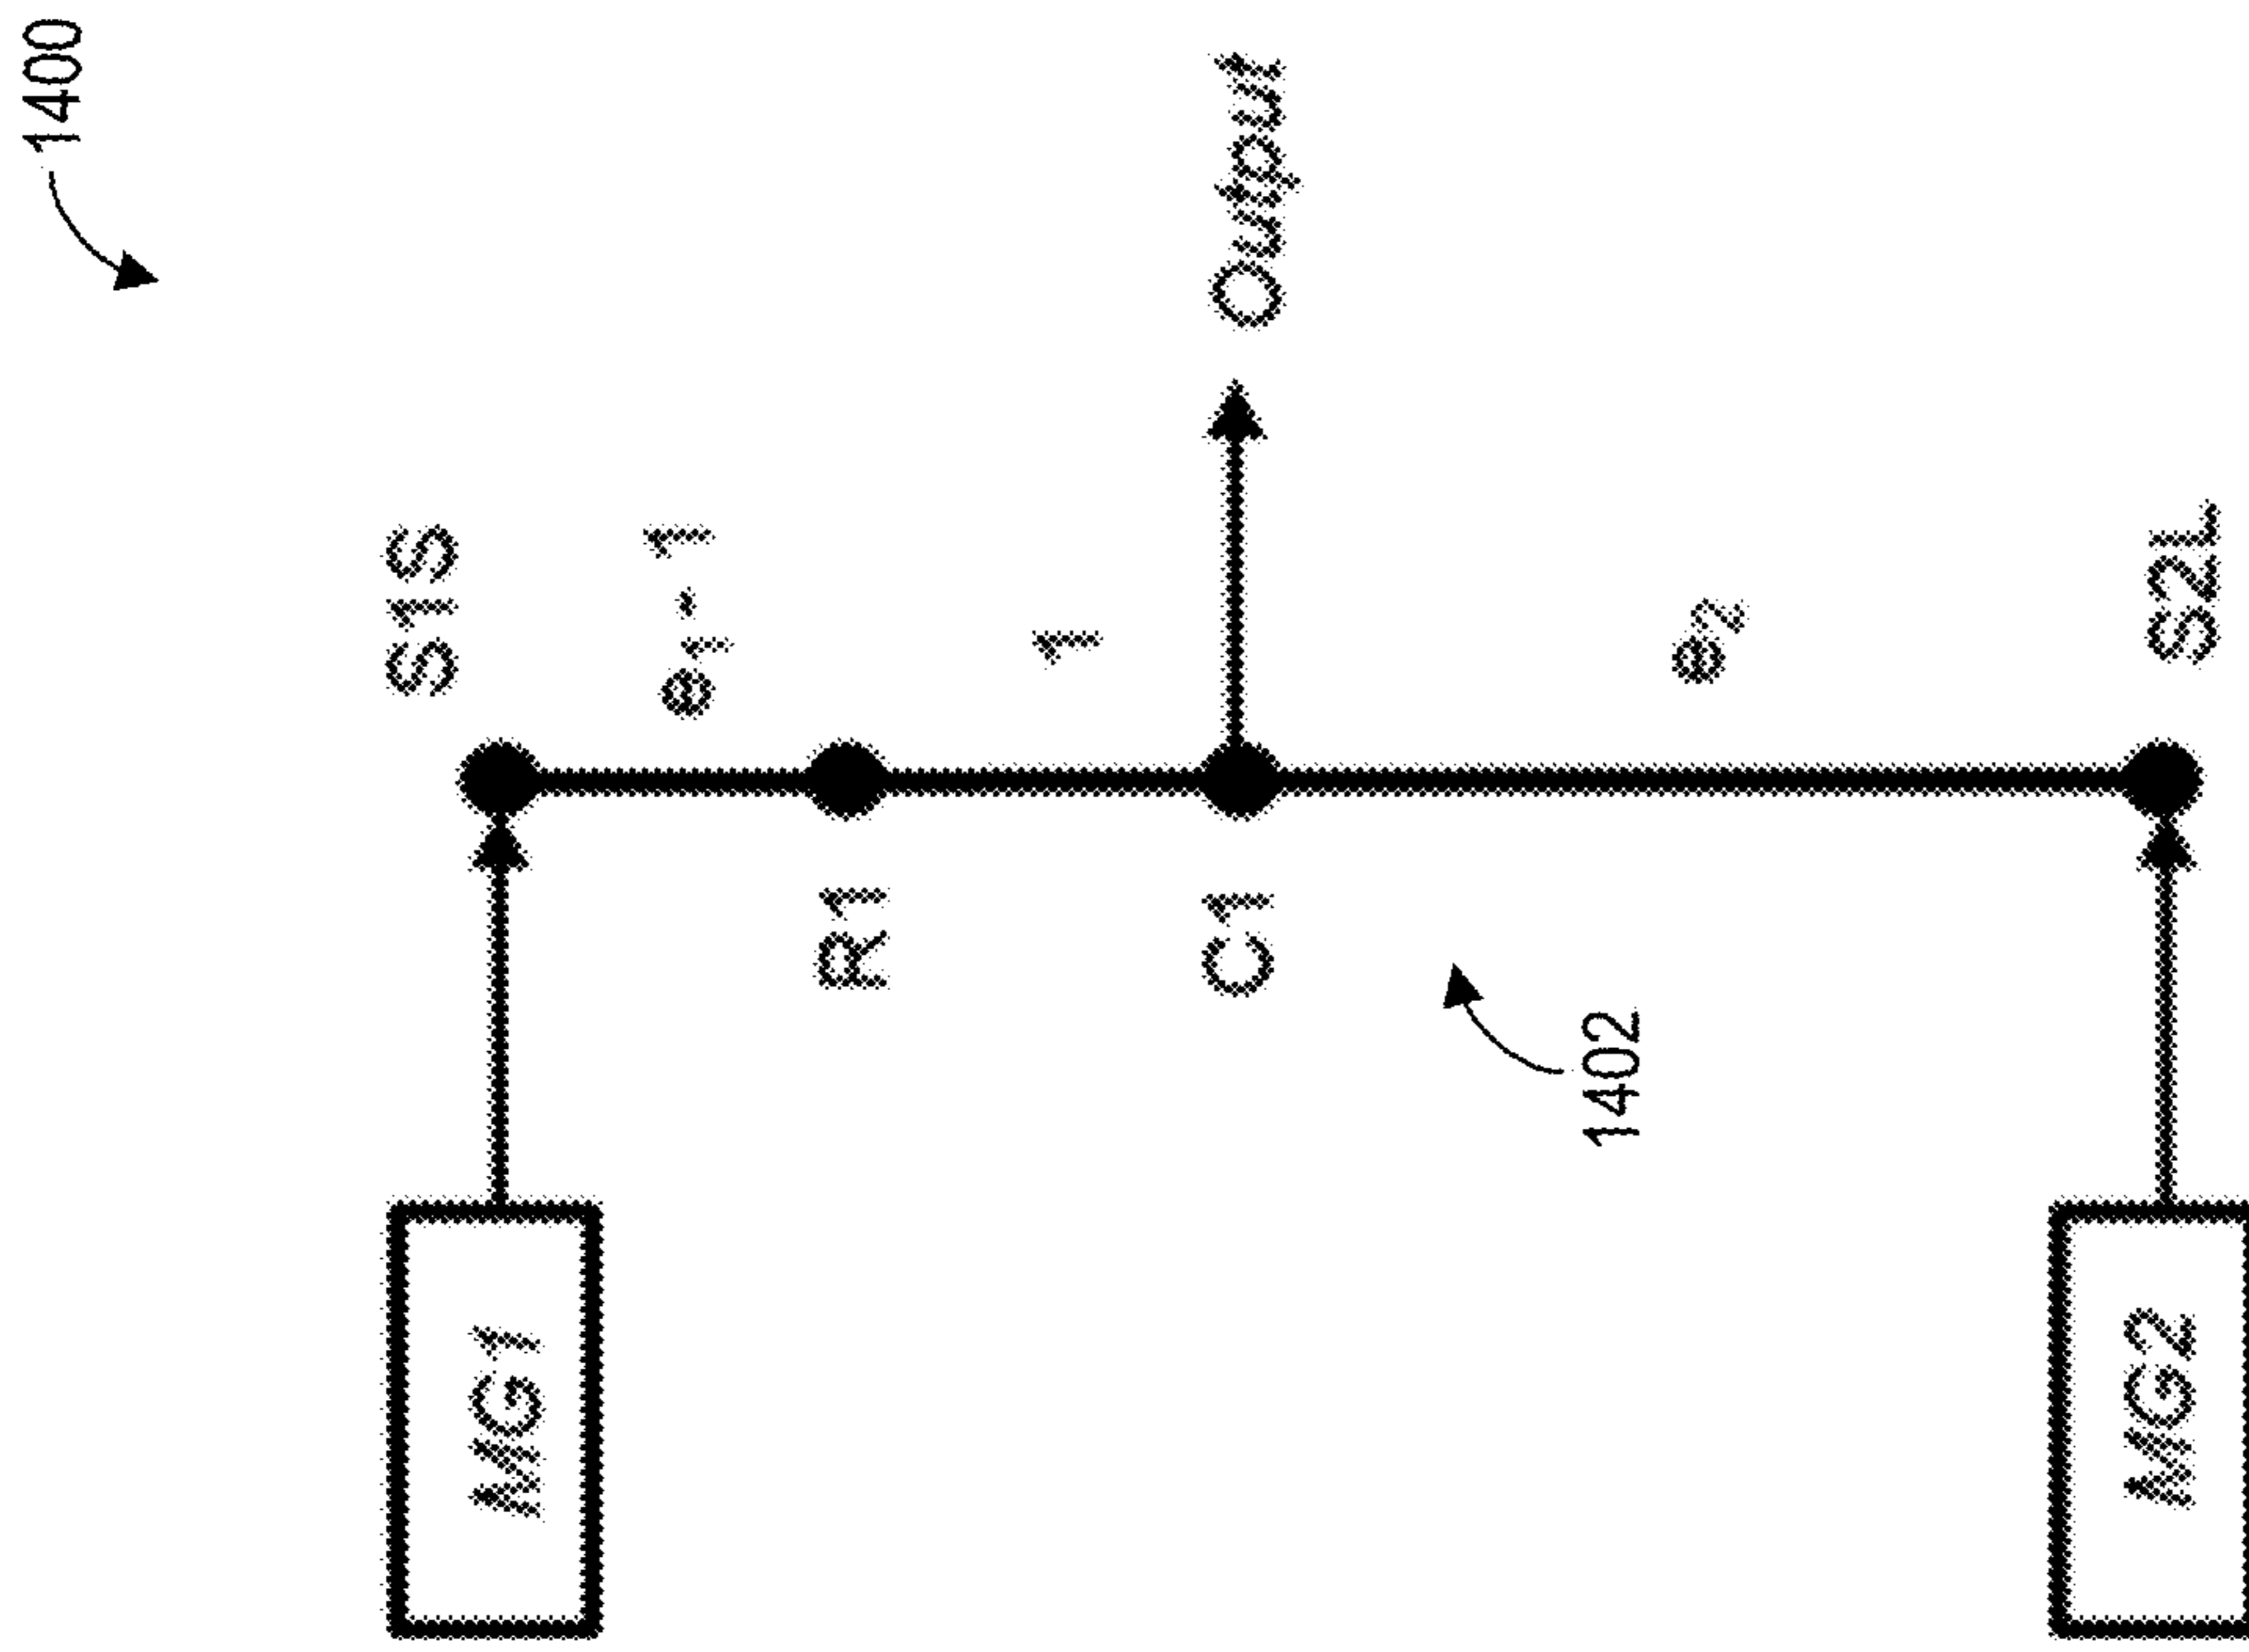 1400
Output
S1S
e₁ - 1
1
e₂
S2L
R1
C1
1402
MG1
MG2